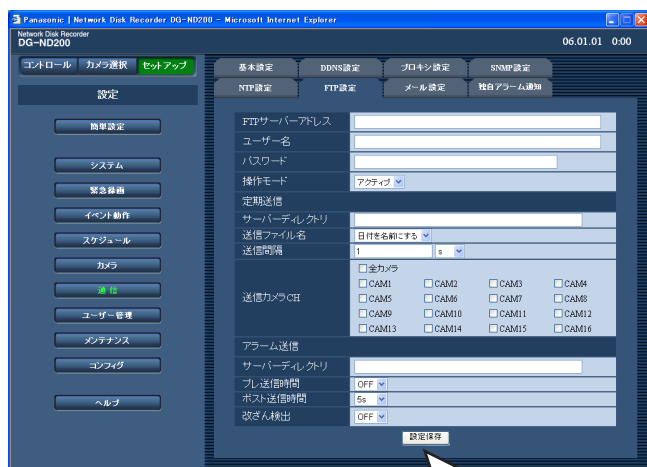 Panasonic | Network Disk Recorder DG-ND200 - Microsoft Internet Explorer
Network Disk Recorder
DG-ND200
06.01.01 0:00
コントロール カメラ選択 セットアップ
基本設定 DDNS設定 プロキシ設定 SNMP設定
NTP設定 FTP設定 メール設定 独自アラーム通知
設定
簡単設定
システム
緊急録画
イベント動作
スケジュール
カメラ
通信
ユーザー管理
メンテナンス
コンフィグ
ヘルプ
FTPサーバーアドレス
ユーザー名
パスワード
操作モード アクティブ
定期送信
サーバーディレクトリ
送信ファイル名 日付を名前にする
送信間隔 1 s
送信カメラCH 全カメラ
CAM1 CAM2 CAM3 CAM4
CAM5 CAM6 CAM7 CAM8
CAM9 CAM10 CAM11 CAM12
CAM13 CAM14 CAM15 CAM16
アラーム送信
サーバーディレクトリ
プレ送信時間 OFF
ポスト送信時間 5s
改ざん検出 OFF
設定保存